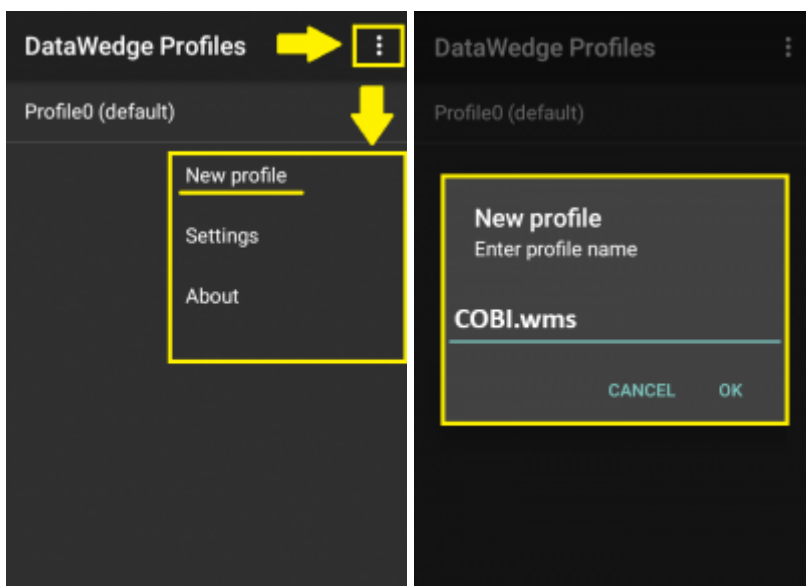 DataWedge Profiles
Profile0 (default)
New profile
Settings
About
DataWedge Profiles
Profile0 (default)
New profile
Enter profile name
COBI.wms
CANCEL OK